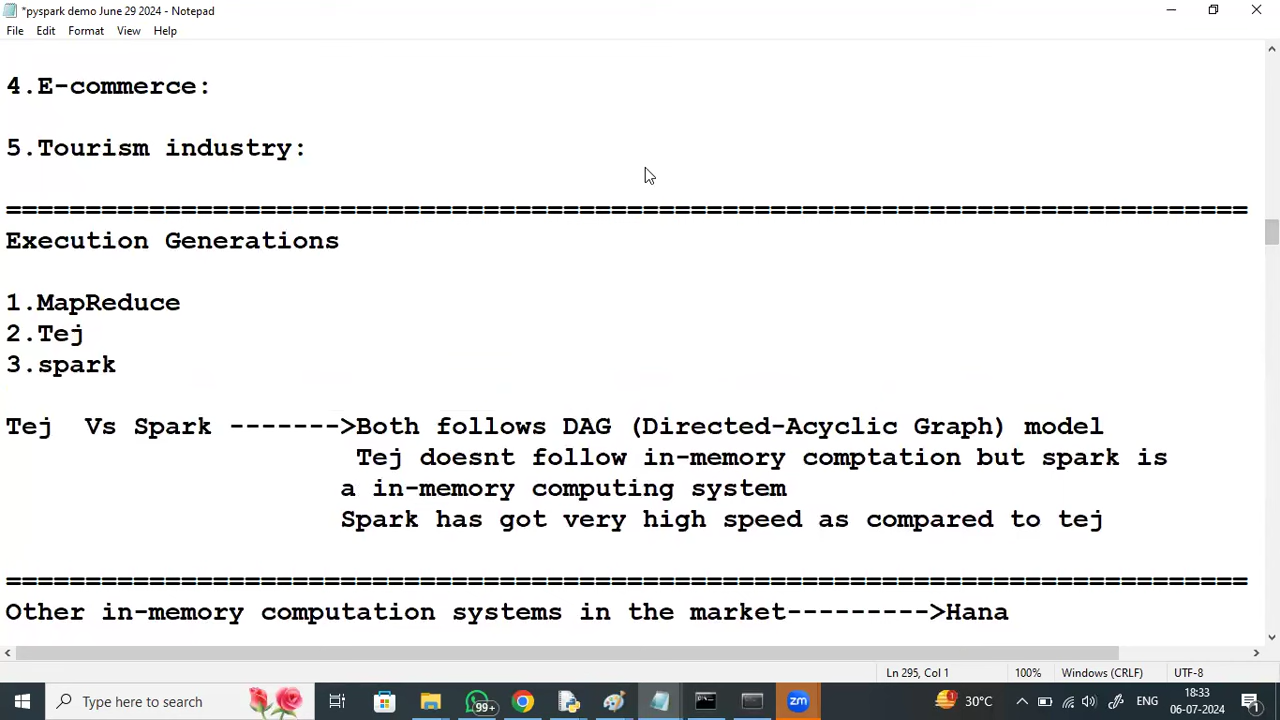 *pyspark demo June 29 2024 - Notepad
File Edit Format View Help
4.E-commerce:
5.Tourism industry:
==============================================================================
Execution Generations
1.MapReduce
2.Tej
3.spark
Tej  Vs Spark ------->Both follows DAG (Directed-Acyclic Graph) model
Tej doesnt follow in-memory comptation but spark is
a in-memory computing system
Spark has got very high speed as compared to tej
==============================================================================
Other in-memory computation systems in the market--------->Hana
Ln 295, Col 1 100% Windows (CRLF) UTF-8
Type here to search
99+
zm
30°C
ENG
18:33
06-07-2024